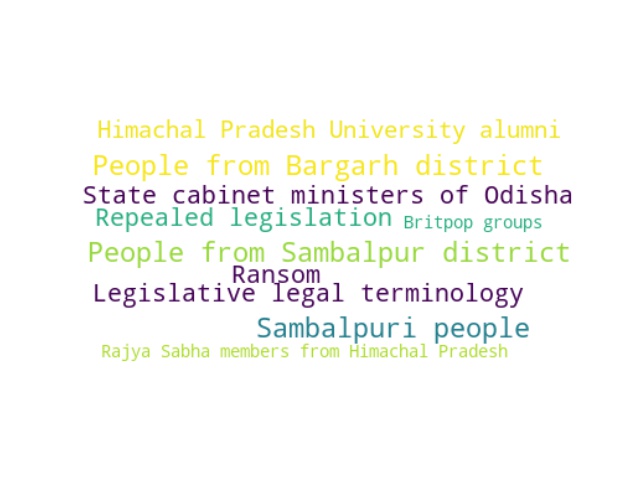 Himachal Pradesh University alumni
People from Bargarh district
State cabinet ministers of Odisha
Repealed legislation Britpop groups
People from Sambalpur district
Ransom
Legislative legal terminology
Sambalpuri people
Rajya Sabha members from Himachal Pradesh